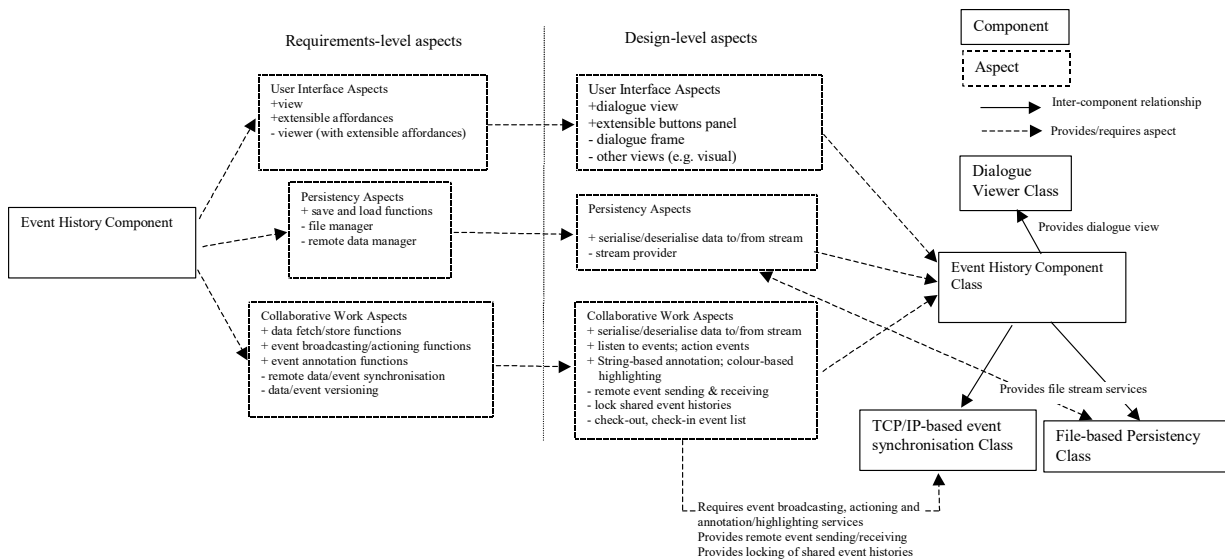 Requirements-level aspects
Design-level aspects
Component
Aspect
Inter-component relationship
Provides/requires aspect
Event History Component
User Interface Aspects
+view
+extensible affordances
- viewer (with extensible affordances)
Persistency Aspects
+ save and load functions
- file manager
- remote data manager
Collaborative Work Aspects
+ data fetch/store functions
+ event broadcasting/actioning functions
+ event annotation functions
- remote data/event synchronisation
- data/event versioning
User Interface Aspects
+dialogue view
+extensible buttons panel
- dialogue frame
- other views (e.g. visual)
Persistency Aspects
+ serialise/deserialise data to/from stream
- stream provider
Collaborative Work Aspects
+ serialise/deserialise data to/from stream
+ listen to events; action events
+ String-based annotation; colour-based
highlighting
- remote event sending & receiving
- lock shared event histories
- check-out, check-in event list
Dialogue
Viewer Class
Provides dialogue view
Event History Component
Class
Provides file stream services
TCP/IP-based event
synchronisation Class
File-based Persistency
Class
Requires event broadcasting, actioning and
annotation/highlighting services
Provides remote event sending/receiving
Provides locking of shared event histories